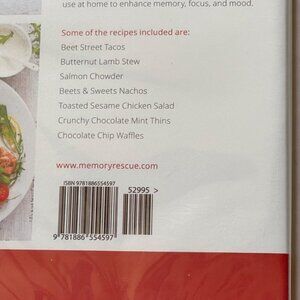 use at home to enhance memory, focus, and mood.
Some of the recipes included are:
Beet Street Tacos
Butternut Lamb Stew
Salmon Chowder
Beets & Sweets Nachos
Toasted Sesame Chicken Salad
Crunchy Chocolate Mint Thins
Chocolate Chip Waffles
www.memoryrescue.com
ISBN 9781886554597
52995 >
9 781886 554597 >